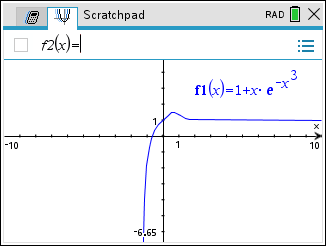 Scratchpad RAD
f2(x)=
f1(x)=1+x·e^-x^3
1
x
-10 1 10
-6.65